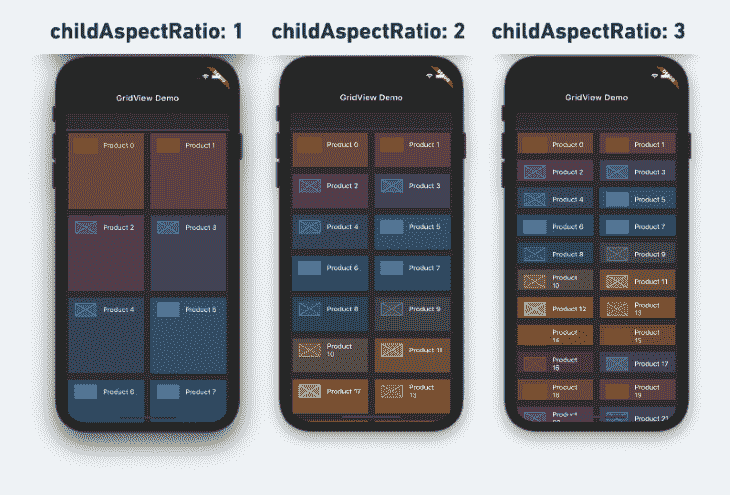 childAspectRatio: 1
childAspectRatio: 2
childAspectRatio: 3
GridView Demo
Product 0
Product 1
Product 2
Product 3
Product 4
Product 5
Product 6
Product 7
GridView Demo
Product 0
Product 1
Product 2
Product 3
Product 4
Product 5
Product 6
Product 7
Product 8
Product 9
Product
10
Product 11
Product 12
Product
13
GridView Demo
Product 0
Product 1
Product 2
Product 3
Product 4
Product 5
Product 6
Product 7
Product 8
Product 9
Product
10
Product 11
Product 12
Product
13
Product
14
Product
15
Product
16
Product 17
Product
18
Product
19
Product
Product 21